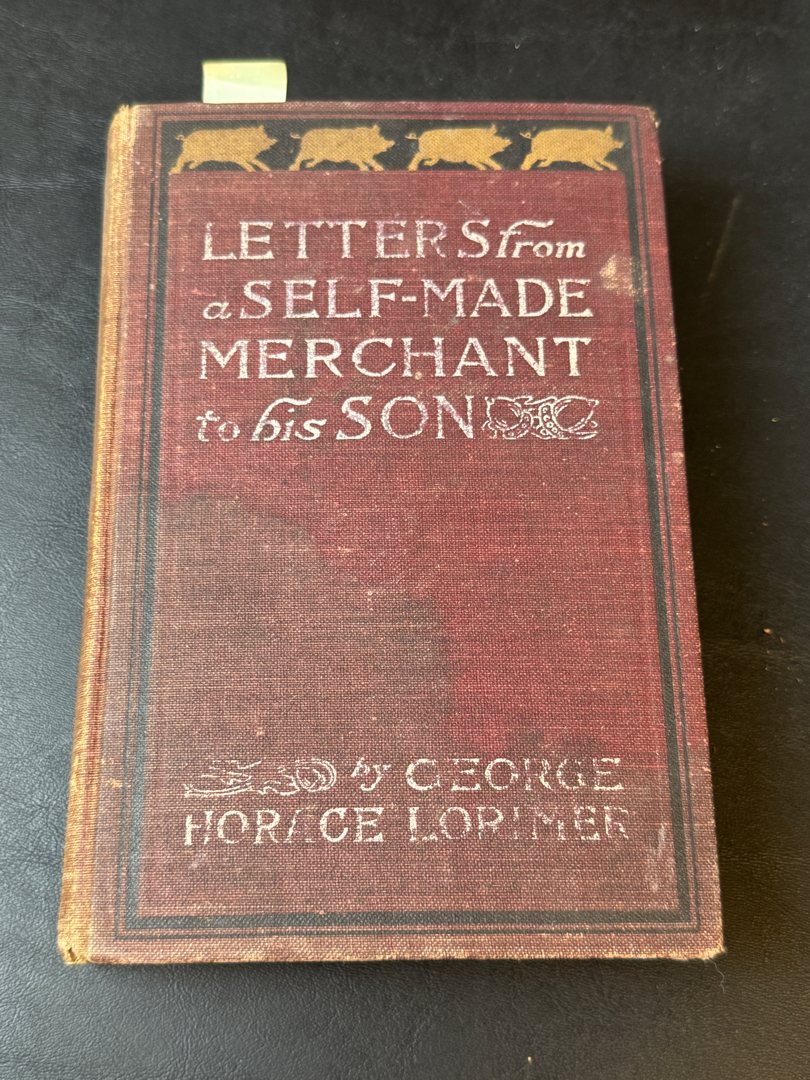 LETTERS from
a SELF-MADE
MERCHANT
to his SON
by GEORGE
HORACE LORIMER